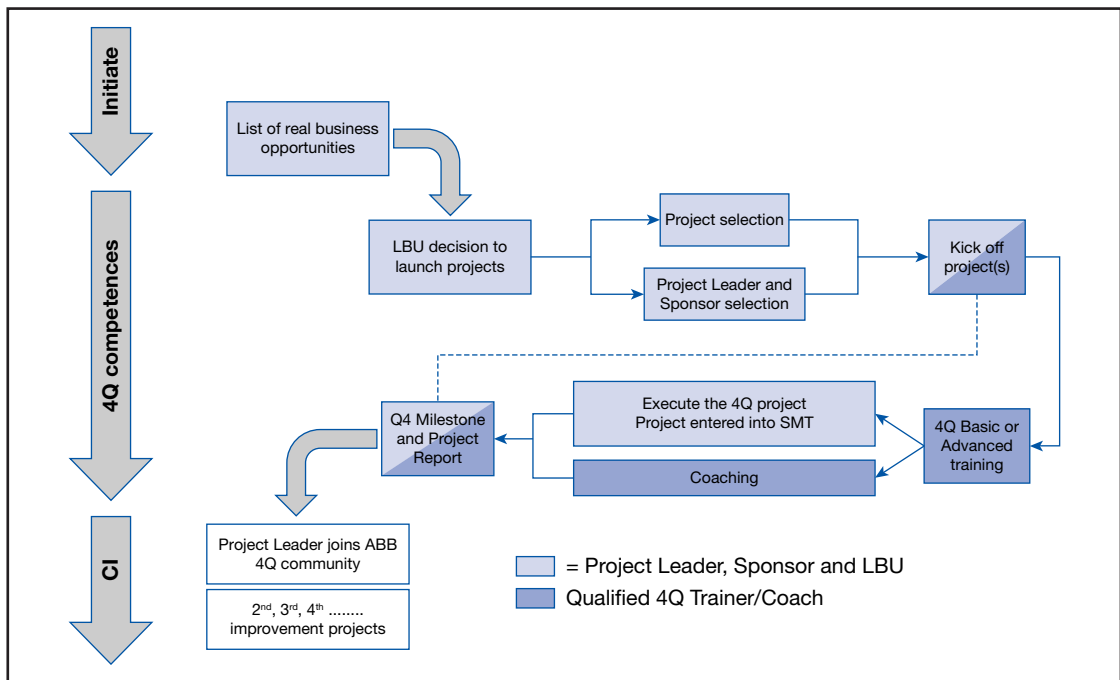 Initiate
List of real business
opportunities
4Q competences
LBU decision to
launch projects
Project selection
Project Leader and
Sponsor selection
Kick off
project(s)
Q4 Milestone
and Project
Report
Execute the 4Q project
Project entered into SMT
Coaching
4Q Basic or
Advanced
training
CI
Project Leader joins ABB
4Q community
2nd, 3rd, 4th ........
improvement projects
= Project Leader, Sponsor and LBU
Qualified 4Q Trainer/Coach